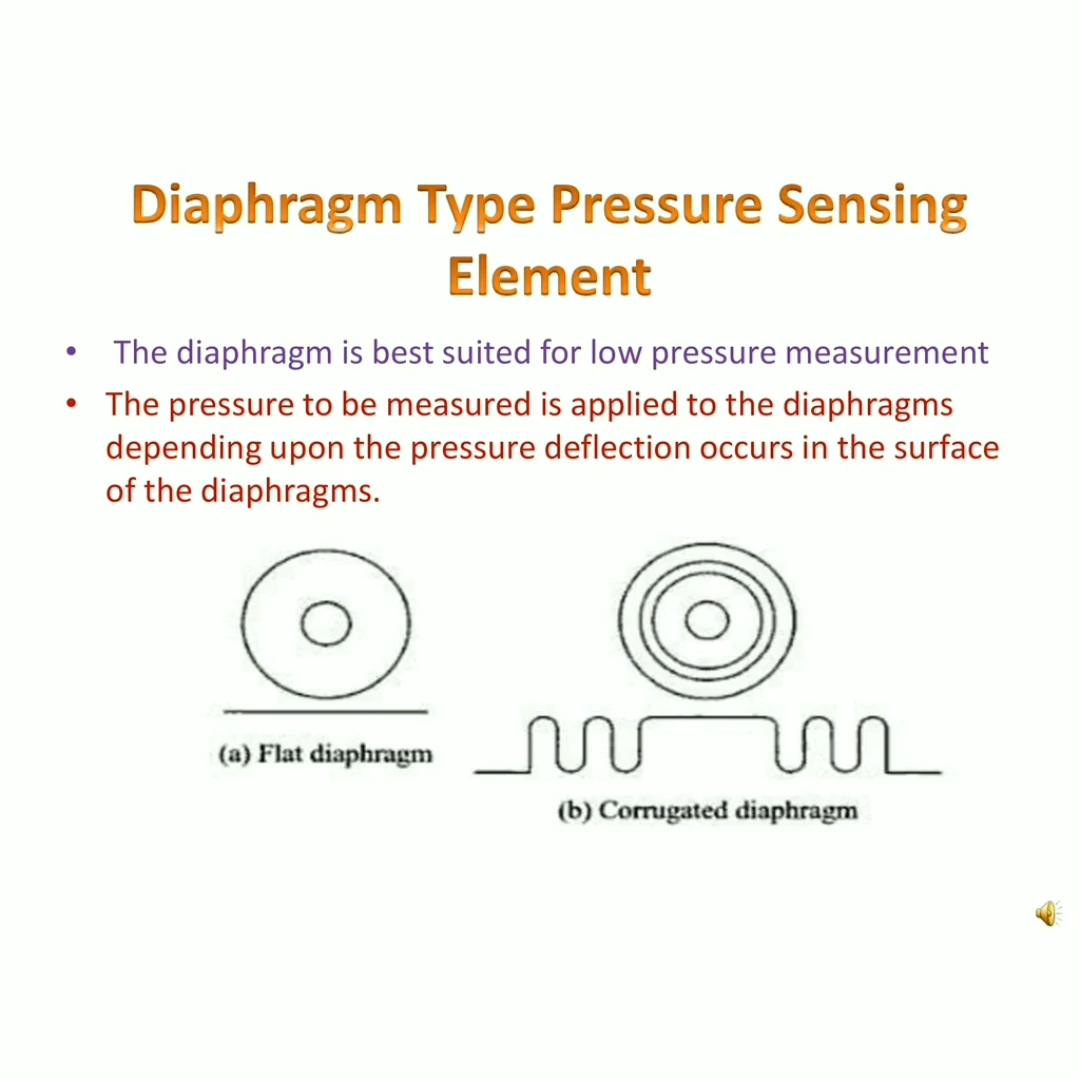 Diaphragm Type Pressure Sensing
Element
• The diaphragm is best suited for low pressure measurement
• The pressure to be measured is applied to the diaphragms
depending upon the pressure deflection occurs in the surface
of the diaphragms.
(a) Flat diaphragm
(b) Corrugated diaphragm